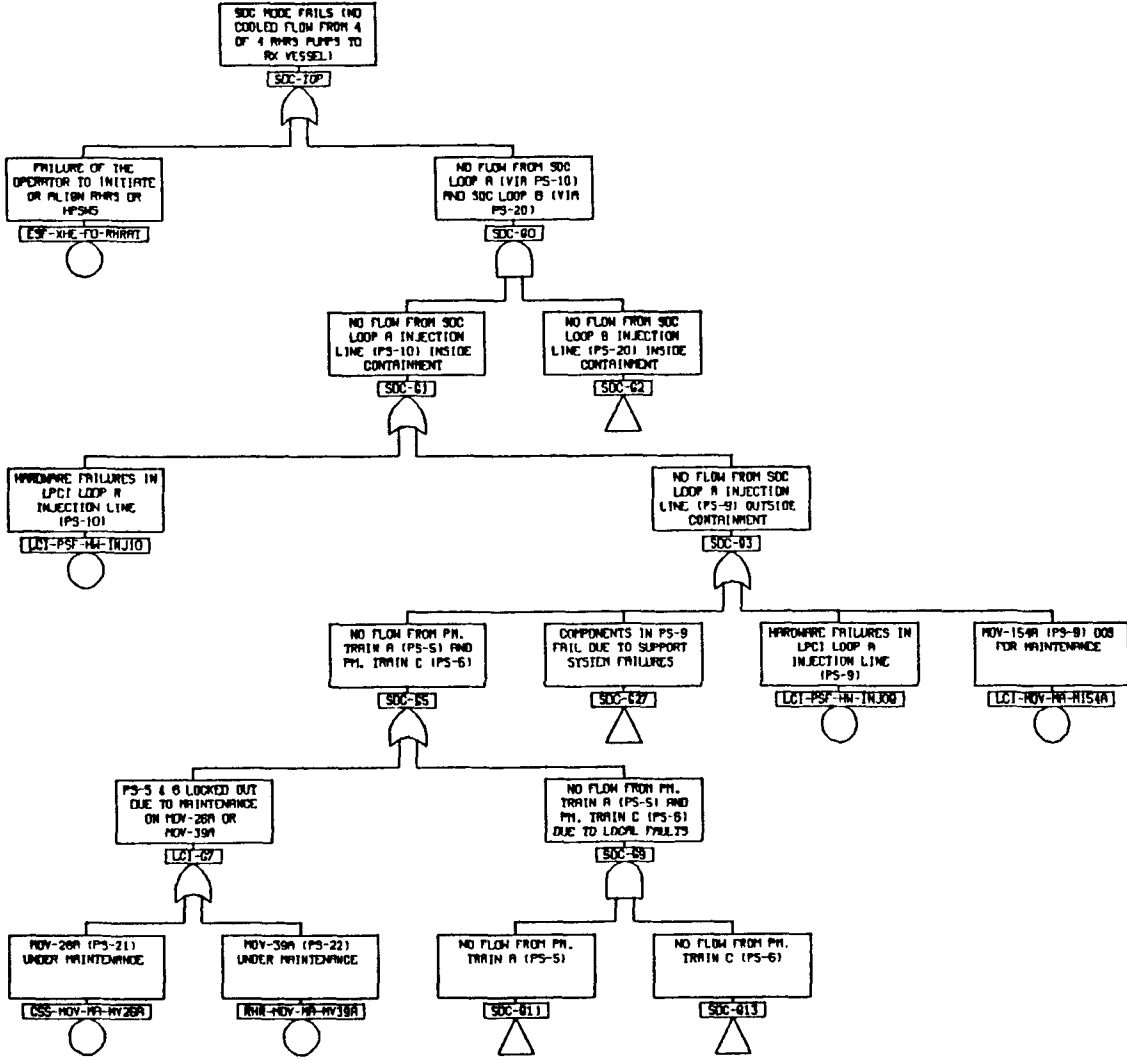 SDC MODE FAILS (NO
COOLED FLOW FROM 4
OF 4 RHRS PUMPS TO
RX VESSEL)
SDC-TOP
FAILURE OF THE
OPERATOR TO INITIATE
OR ALIGN RHRS OR
HPSWS
ESF-XHE-FO-RHRAT
NO FLOW FROM SDC
LOOP A (VIA PS-10)
AND SDC LOOP B (VIA
PS-20)
SDC-G0
NO FLOW FROM SDC
LOOP A INJECTION
LINE (PS-10) INSIDE
CONTAINMENT
SDC-G1
NO FLOW FROM SDC
LOOP B INJECTION
LINE (PS-20) INSIDE
CONTAINMENT
SDC-G2
HARDWARE FAILURES IN
LPCI LOOP A
INJECTION LINE
(PS-10)
LCI-PSF-HW-INJ10
NO FLOW FROM SDC
LOOP A INJECTION
LINE (PS-9) OUTSIDE
CONTAINMENT
SDC-G3
NO FLOW FROM PM.
TRAIN A (PS-5) AND
PM. TRAIN C (PS-6)
SDC-G5
COMPONENTS IN PS-9
FAIL DUE TO SUPPORT
SYSTEM FAILURES
SDC-G27
HARDWARE FAILURES IN
LPCI LOOP A
INJECTION LINE
(PS-9)
LCI-PSF-HW-INJ09
MOV-154A (PS-9) OOS
FOR MAINTENANCE
LCI-MOV-MA-M154A
PS-5 & 6 LOCKED OUT
DUE TO MAINTENANCE
ON MOV-26A OR
MOV-39A
LCI-G7
NO FLOW FROM PM.
TRAIN A (PS-5) AND
PM. TRAIN C (PS-6)
DUE TO LOCAL FAULTS
SDC-G9
MOV-26A (PS-21)
UNDER MAINTENANCE
CSS-MOV-MA-MV26A
MOV-39A (PS-22)
UNDER MAINTENANCE
RHR-MOV-MA-MV39A
NO FLOW FROM PM.
TRAIN A (PS-5)
SDC-G11
NO FLOW FROM PM.
TRAIN C (PS-6)
SDC-G13